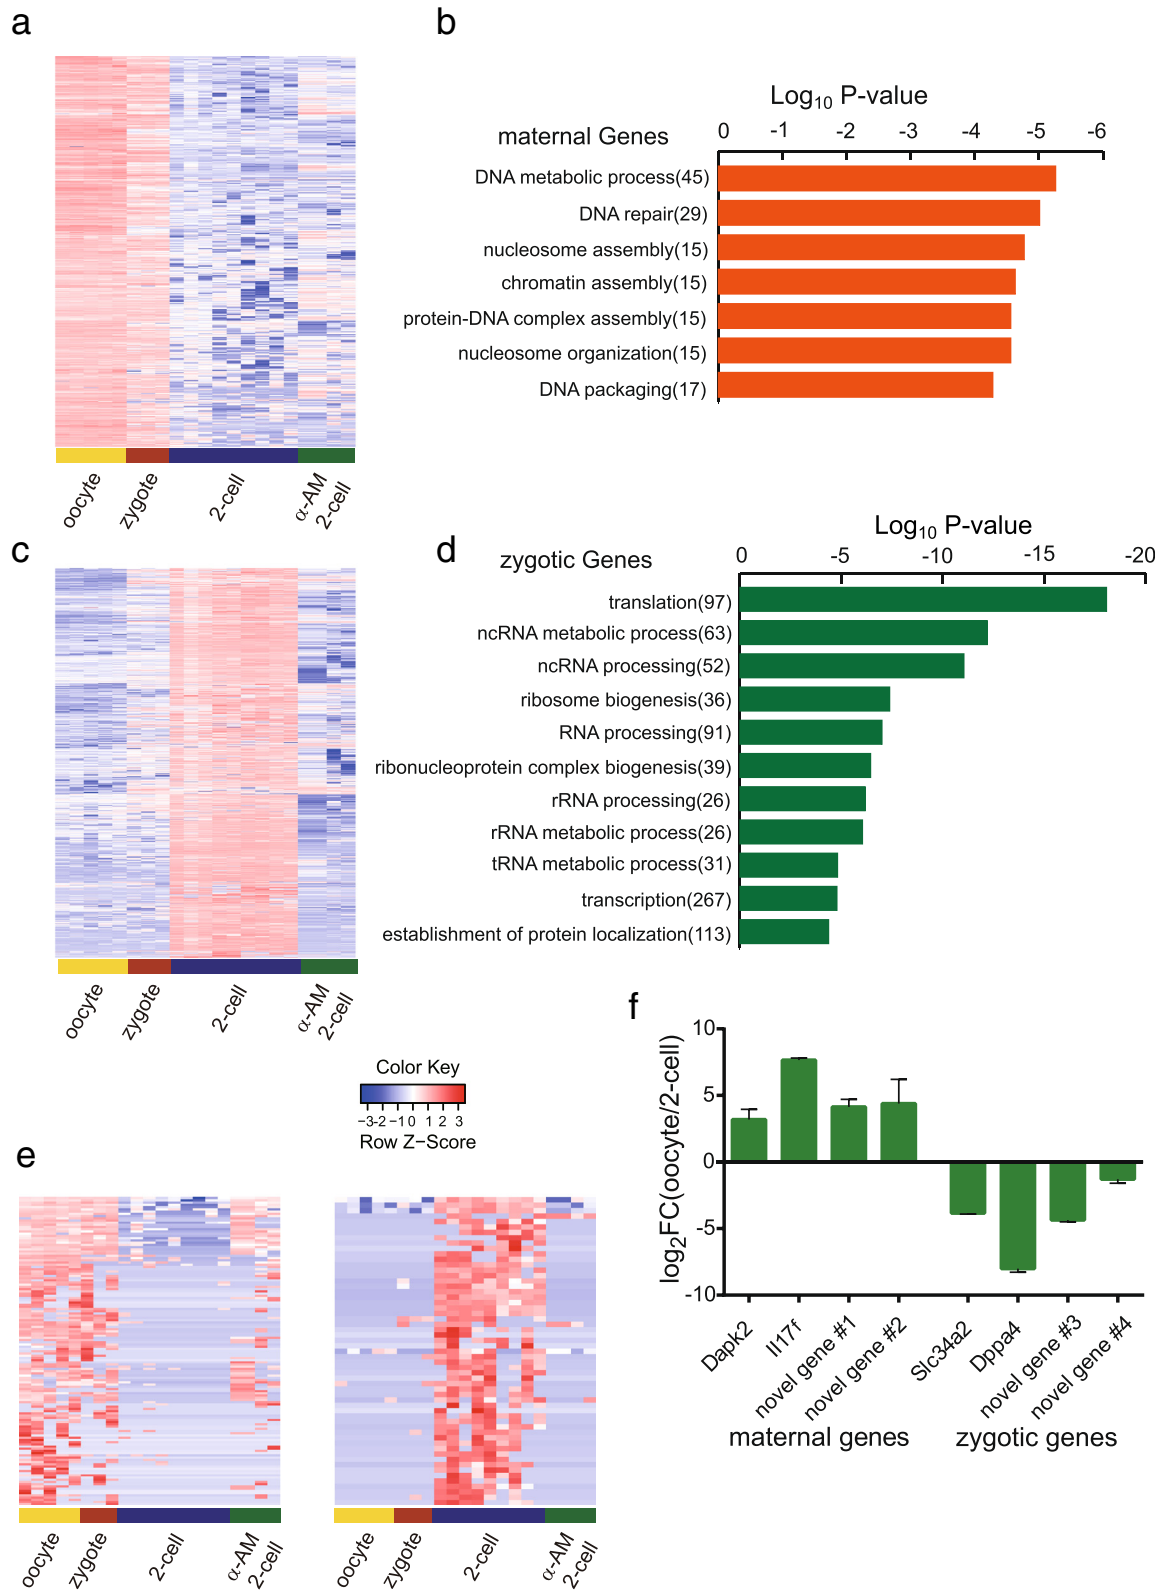 a
oocyte
zygote
2-cell
α-AM
2-cell
b
Log10 P-value
maternal Genes
0 -1 -2 -3 -4 -5 -6
DNA metabolic process(45)
DNA repair(29)
nucleosome assembly(15)
chromatin assembly(15)
protein-DNA complex assembly(15)
nucleosome organization(15)
DNA packaging(17)
c
oocyte
zygote
2-cell
α-AM
2-cell
d
Log10 P-value
zygotic Genes
0 -5 -10 -15 -20
translation(97)
ncRNA metabolic process(63)
ncRNA processing(52)
ribosome biogenesis(36)
RNA processing(91)
ribonucleoprotein complex biogenesis(39)
rRNA processing(26)
rRNA metabolic process(26)
tRNA metabolic process(31)
transcription(267)
establishment of protein localization(113)
Color Key
−3-2 −1 0 1 2 3
Row Z−Score
e
oocyte
zygote
2-cell
α-AM
2-cell
oocyte
zygote
2-cell
α-AM
2-cell
f
log2FC(oocyte/2-cell)
10
5
0
-5
-10
Dapk2
Il17f
novel gene #1
novel gene #2
Slc34a2
Dppa4
novel gene #3
novel gene #4
maternal genes
zygotic genes